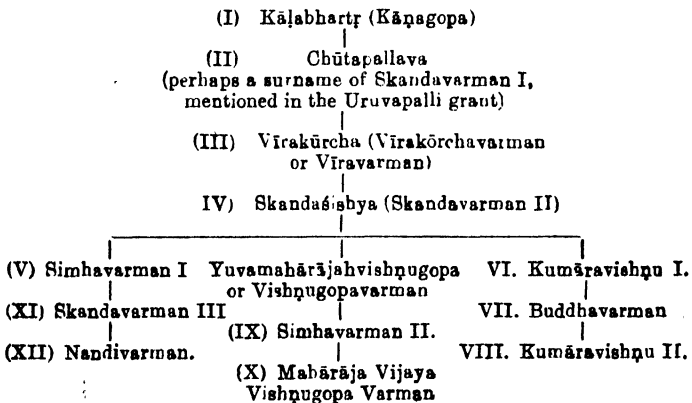 (I) Kāḷabhartṛ (Kāṇagopa)
(II) Chūtapallava
(perhaps a surname of Skandavarman I,
mentioned in the Uruvapalli grant)
(III) Vīrakūrcha (Vīrakōrchavarman
or Vīravarman)
IV) Skandaśishya (Skandavarman II)
(V) Simhavarman I Yuvamahārājahvishṇugopa VI. Kumāravishṇu I.
or Vishṇugopavarman
(XI) Skandavarman III VII. Buddhavarman
(IX) Simhavarman II.
(XII) Nandivarman. VIII. Kumāravishṇu II.
(X) Mahārāja Vijaya
Vishṇugopa Varman